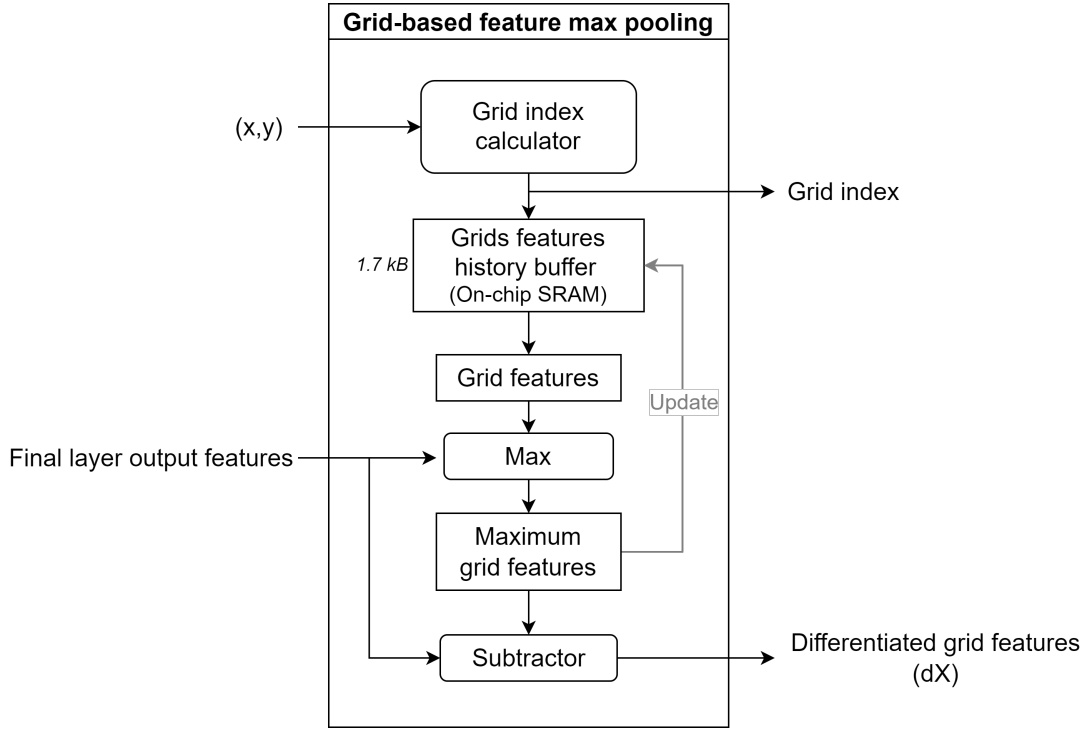 Grid-based feature max pooling
Grid index
calculator
(x,y)
Grid index
Grids features
history buffer
(On-chip SRAM)
1.7 kB
Grid features
Update
Final layer output features
Max
Maximum
grid features
Subtractor
Differentiated grid features
(dX)